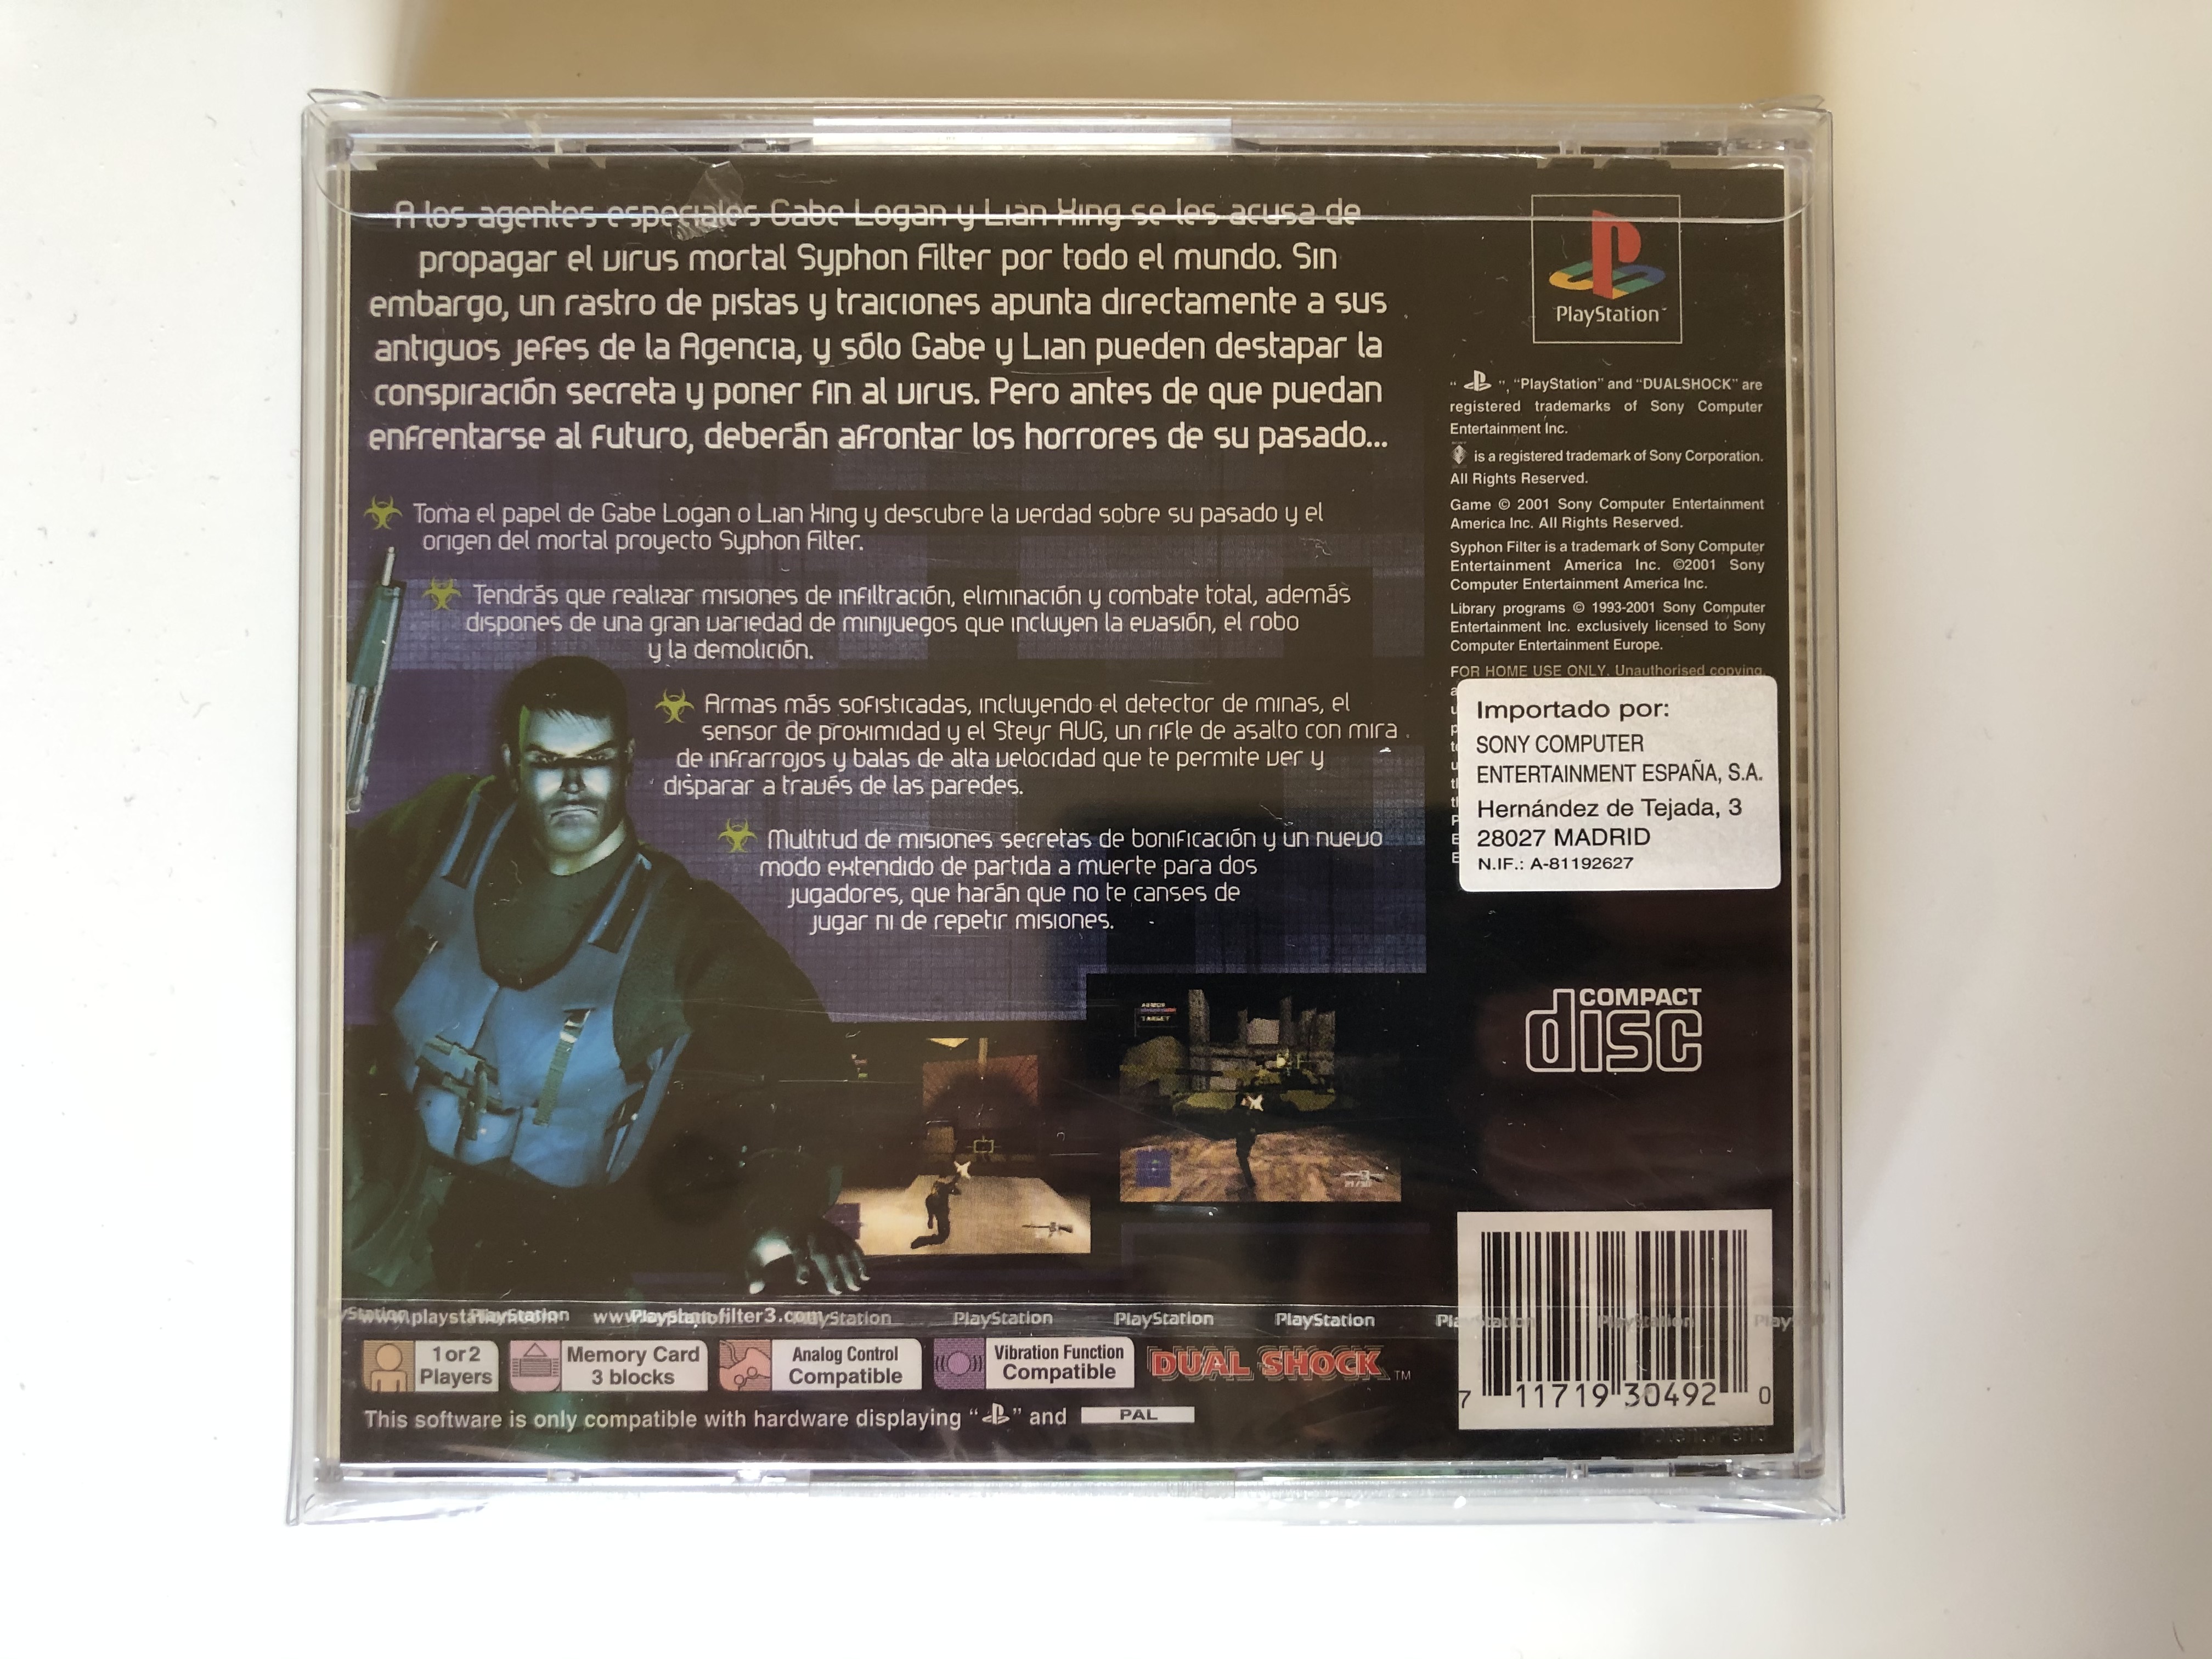 A los agentes especiales Gabe Logan y Lian Xing se les acusa de
propagar el virus mortal Syphon Filter por todo el mundo. Sin
embargo, un rastro de pistas y traiciones apunta directamente a sus
antiguos jefes de la Agencia, y sólo Gabe y Lian pueden destapar la
conspiración secreta y poner fin al virus. Pero antes de que puedan
enfrentarse al futuro, deberán afrontar los horrores de su pasado...
Toma el papel de Gabe Logan o Lian Xing y descubre la verdad sobre su pasado y el
origen del mortal proyecto Syphon Filter.
Tendrás que realizar misiones de infiltración, eliminación y combate total, además
dispones de una gran variedad de minijuegos que incluyen la evasión, el robo
y la demolición.
Armas más sofisticadas, incluyendo el detector de minas, el
sensor de proximidad y el Steyr AUG, un rifle de asalto con mira
de infrarrojos y balas de alta velocidad que te permite ver y
disparar a través de las paredes.
Multitud de misiones secretas de bonificación y un nuevo
modo extendido de partida a muerte para dos
jugadores, que harán que no te canses de
jugar ni de repetir misiones.
ARMOR
TARGET
PlayStation
" ", "PlayStation" and "DUALSHOCK" are
registered trademarks of Sony Computer
Entertainment Inc.
is a registered trademark of Sony Corporation.
All Rights Reserved.
Game © 2001 Sony Computer Entertainment
America Inc. All Rights Reserved.
Syphon Filter is a trademark of Sony Computer
Entertainment America Inc. ©2001 Sony
Computer Entertainment America Inc.
Library programs © 1993-2001 Sony Computer
Entertainment Inc. exclusively licensed to Sony
Computer Entertainment Europe.
FOR HOME USE ONLY. Unauthorised copying,
Importado por:
SONY COMPUTER
ENTERTAINMENT ESPAÑA, S.A.
Hernández de Tejada, 3
28027 MADRID
N.IF.: A-81192627
COMPACT
disc
PlayStation PlayStation PlayStation PlayStation PlayStation PlayStation
1 or 2
Players
Memory Card
3 blocks
Analog Control
Compatible
Vibration Function
Compatible
DUAL SHOCK™
This software is only compatible with hardware displaying " " and PAL
7 11719 30492 0